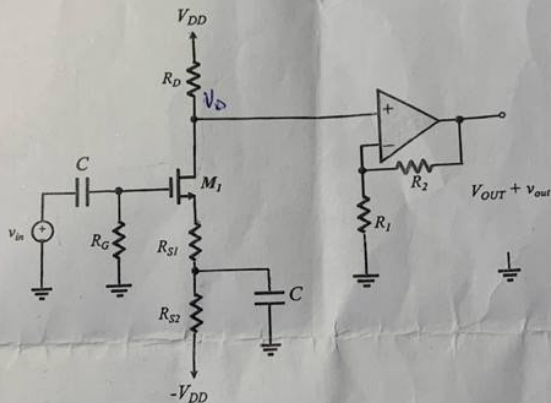 V_DD
R_D
V_D
C
M_1
+
−
R_2
V_OUT + v_out
v_in
+
R_G
R_S1
R_1
C
R_S2
-V_DD